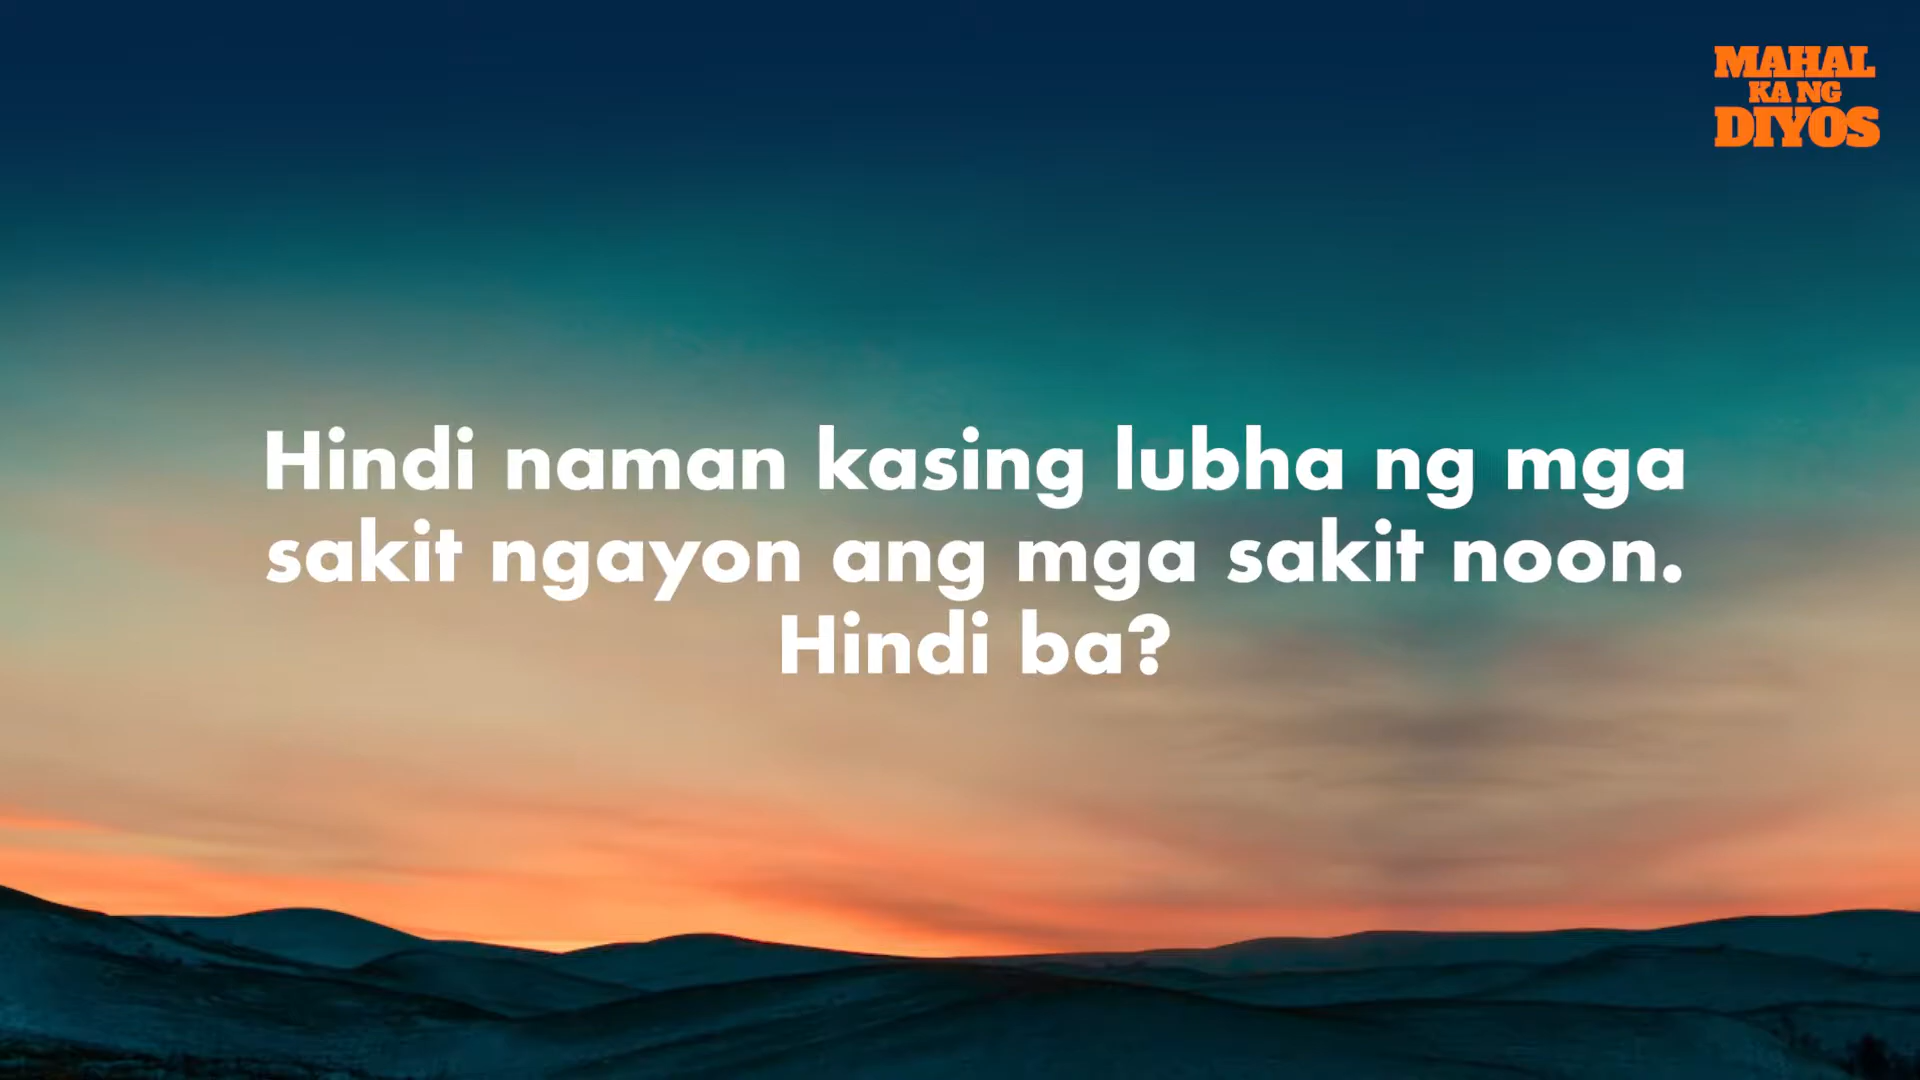 MAHAL
KA NG
DIYOS
Hindi naman kasing lubha ng mga
sakit ngayon ang mga sakit noon.
Hindi ba?